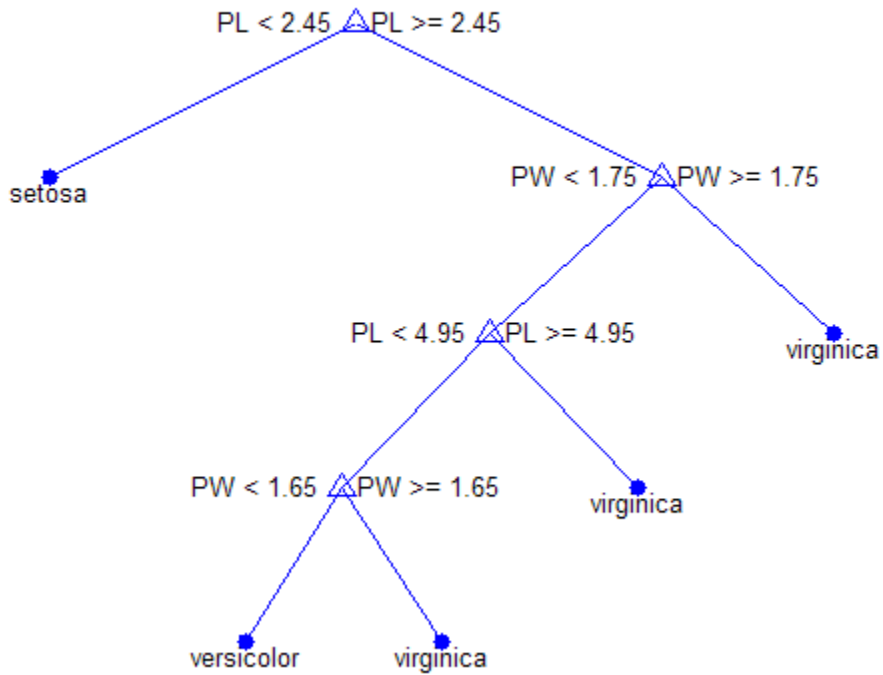 PL < 2.45 PL >= 2.45
setosa
PW < 1.75 PW >= 1.75
PL < 4.95 PL >= 4.95
virginica
PW < 1.65 PW >= 1.65
virginica
versicolor
virginica